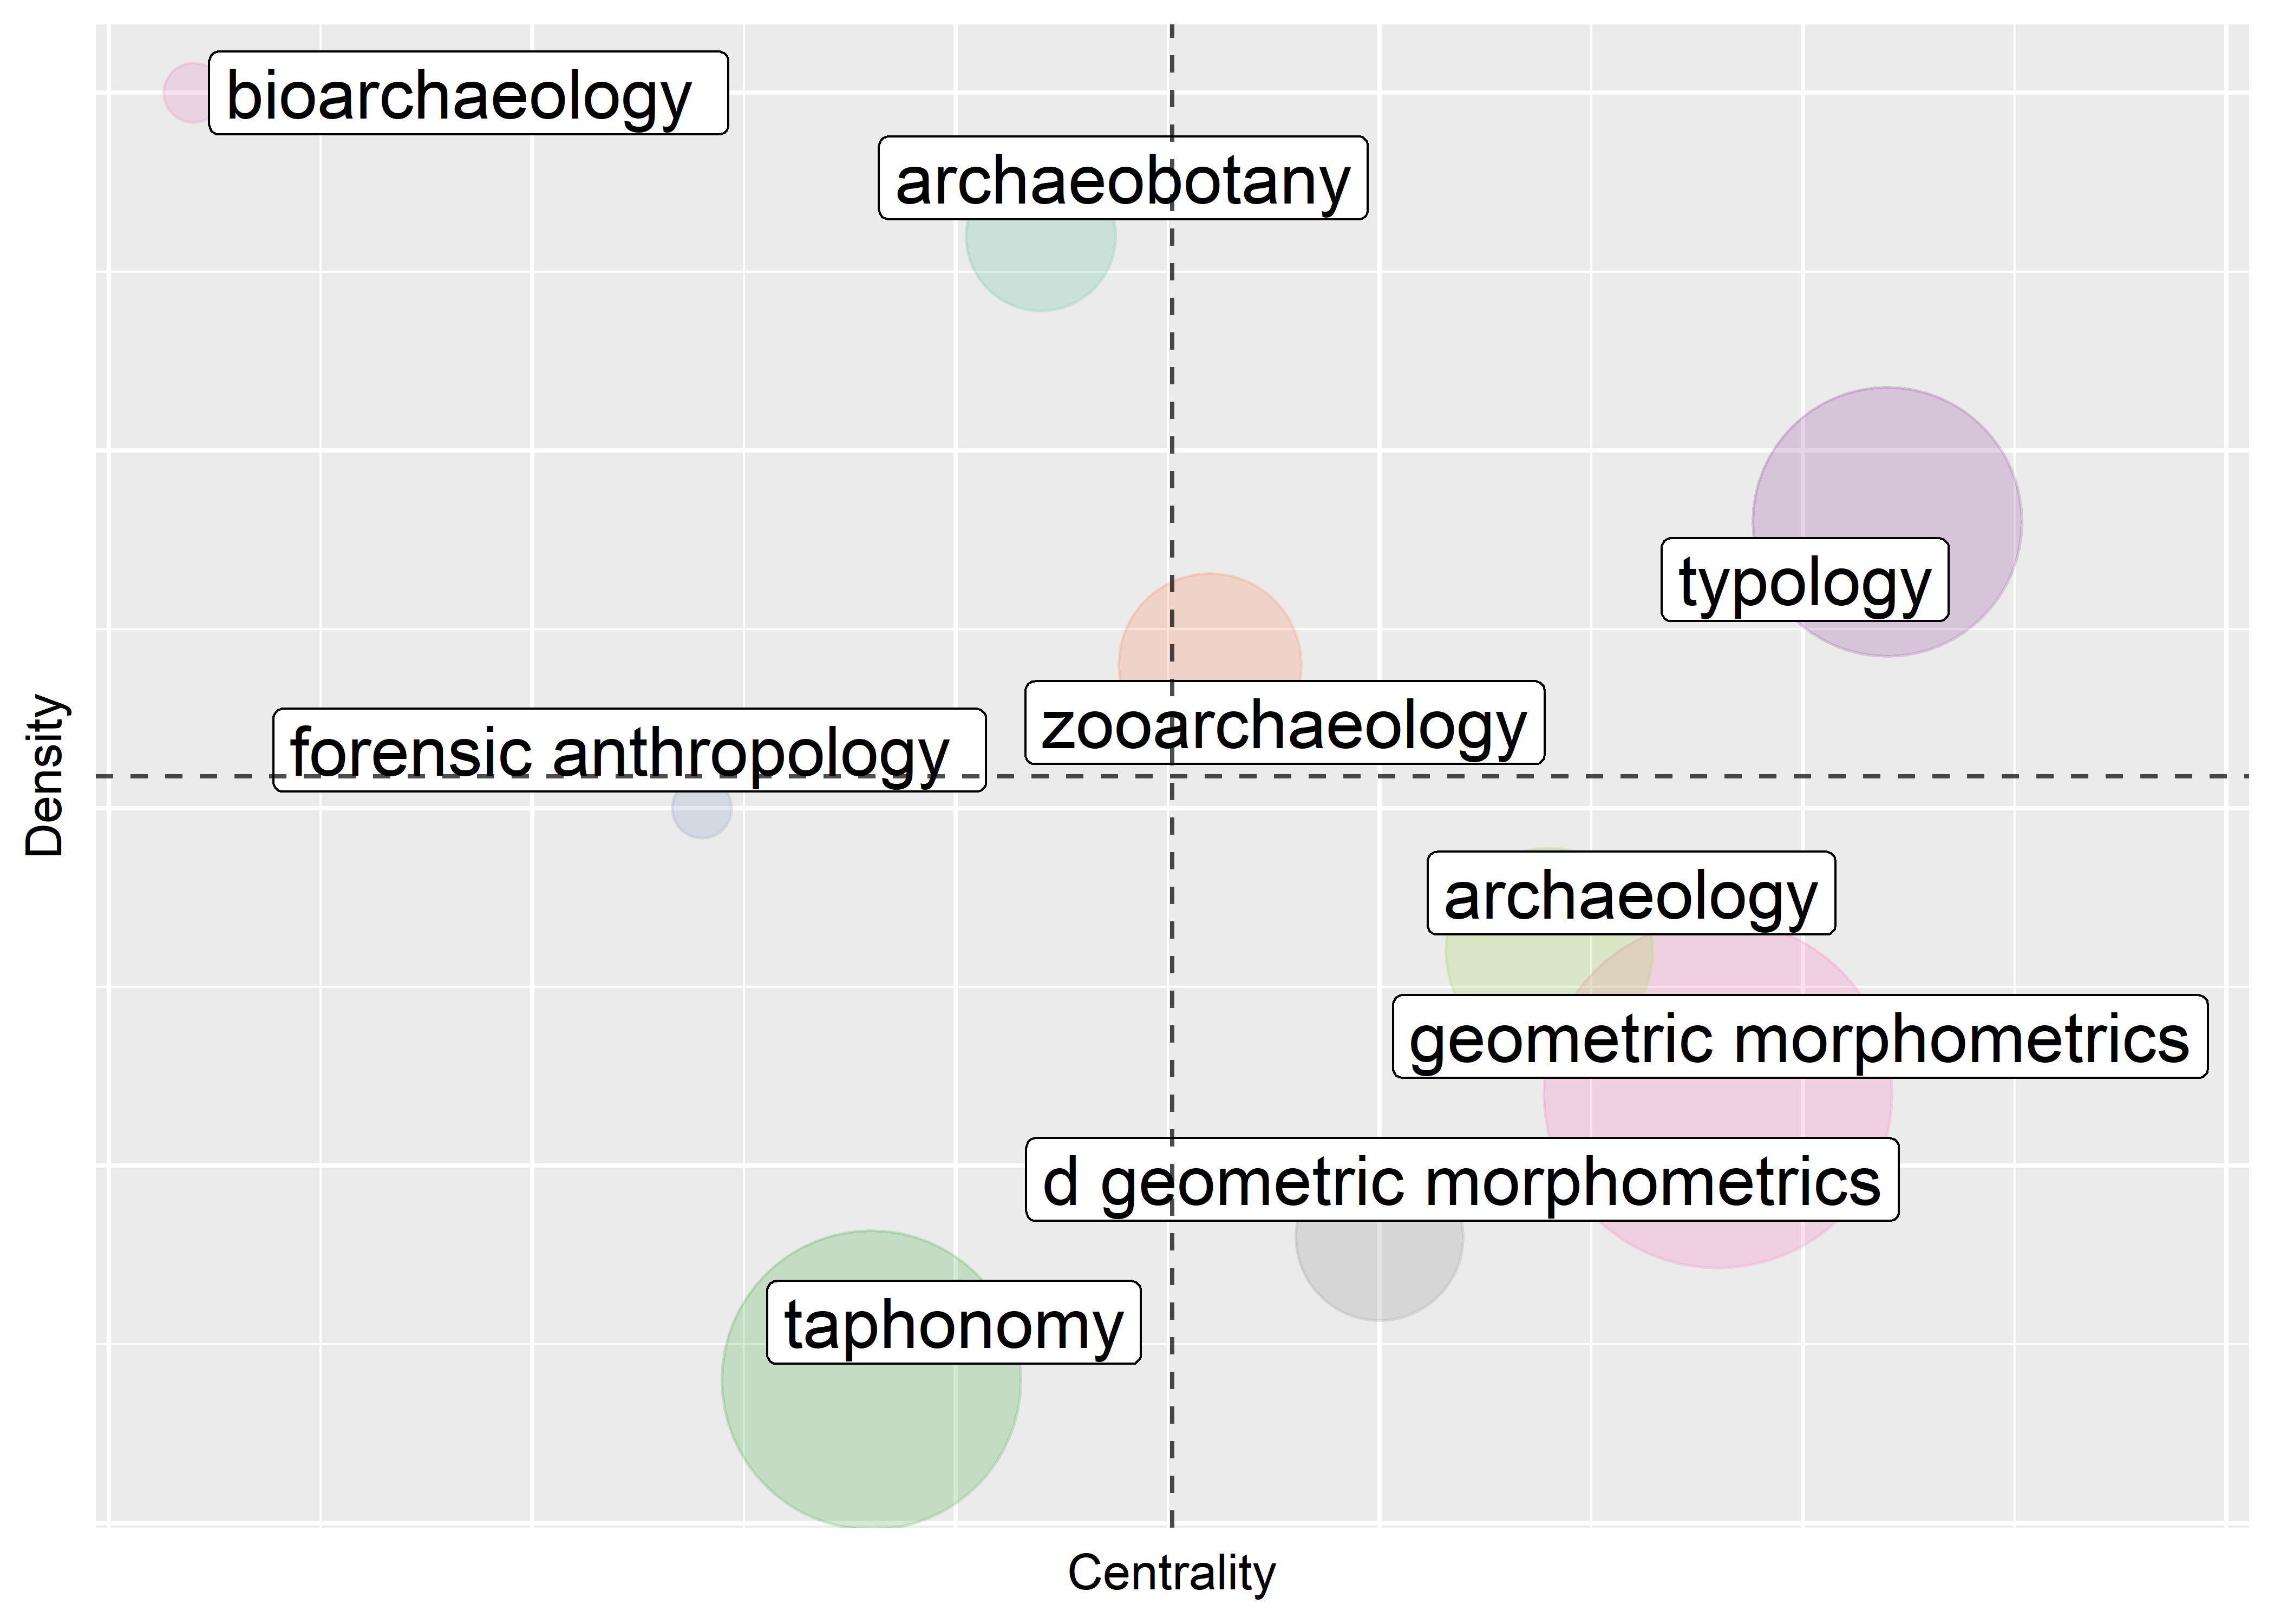 bioarchaeology
archaeobotany
typology
zooarchaeology
forensic anthropology
archaeology
geometric morphometrics
d geometric morphometrics
taphonomy
Density
Centrality